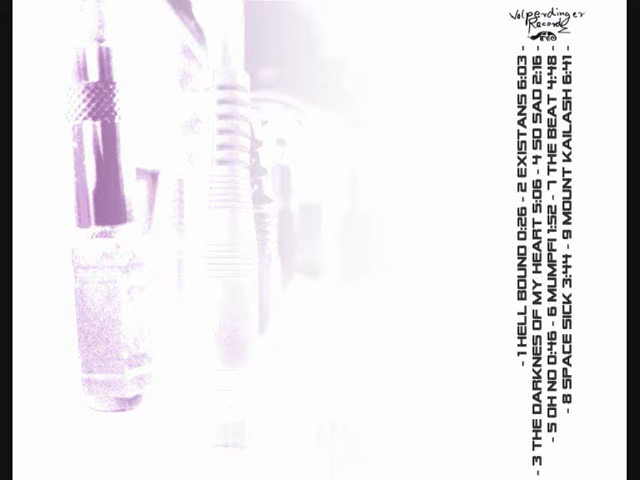 Wolperdinger
Records
- 1 HELL BOUND 0:26 - 2 EXISTANS 6:03 -
- 3 THE DARKNES OF MY HEART 5:06 - 4 SO SAD 2:16 -
- 5 OH NO 0:46 - 6 MUMPFI 1:52 - 7 THE BEAT 4:48 -
- 8 SPACE SICK 3:44 - 9 MOUNT KAILASH 6:41 -